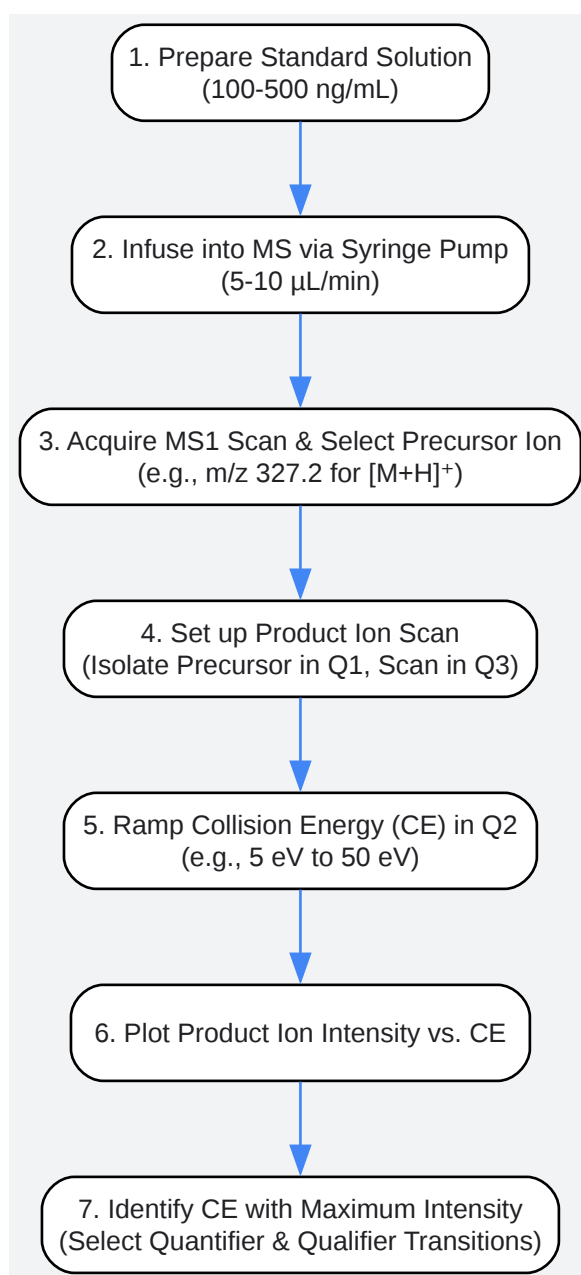 1. Prepare Standard Solution
(100-500 ng/mL)
2. Infuse into MS via Syringe Pump
(5-10 µL/min)
3. Acquire MS1 Scan & Select Precursor Ion
(e.g., m/z 327.2 for [M+H]⁺)
4. Set up Product Ion Scan
(Isolate Precursor in Q1, Scan in Q3)
5. Ramp Collision Energy (CE) in Q2
(e.g., 5 eV to 50 eV)
6. Plot Product Ion Intensity vs. CE
7. Identify CE with Maximum Intensity
(Select Quantifier & Qualifier Transitions)